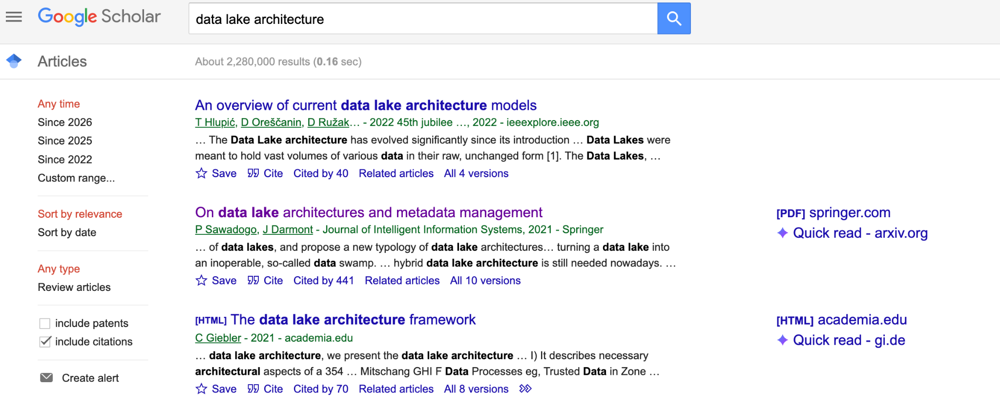 Google Scholar
data lake architecture
Articles
About 2,280,000 results (0.16 sec)
Any time
Since 2026
Since 2025
Since 2022
Custom range...
Sort by relevance
Sort by date
Any type
Review articles
include patents
include citations
Create alert
An overview of current data lake architecture models
T Hlupić, D Oreščanin, D Ružak… - 2022 45th jubilee …, 2022 - ieeexplore.ieee.org
… The Data Lake architecture has evolved significantly since its introduction … Data Lakes were
meant to hold vast volumes of various data in their raw, unchanged form [1]. The Data Lakes, …
Save Cite Cited by 40 Related articles All 4 versions
On data lake architectures and metadata management
P Sawadogo, J Darmont - Journal of Intelligent Information Systems, 2021 - Springer
… of data lakes, and propose a new typology of data lake architectures… turning a data lake into
an inoperable, so-called data swamp. … hybrid data lake architecture is still needed nowadays. …
Save Cite Cited by 441 Related articles All 10 versions
[PDF] springer.com
Quick read - arxiv.org
[HTML] The data lake architecture framework
C Giebler - 2021 - academia.edu
… data lake architecture, we present the data lake architecture … I) It describes necessary
architectural aspects of a 354 … Mitschang GHI F Data Processes eg, Trusted Data in Zone …
Save Cite Cited by 70 Related articles All 8 versions
[HTML] academia.edu
Quick read - gi.de